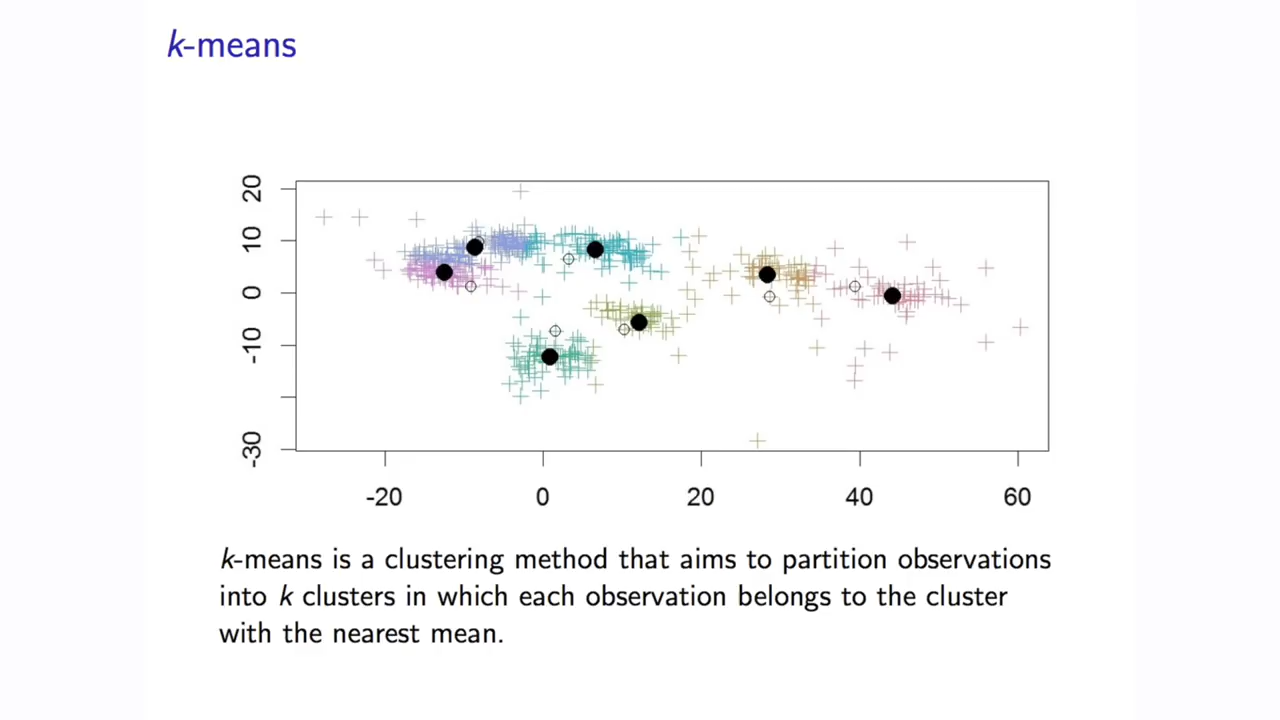 k-means
20
10
0
-10
-30
-20
0
20
40
60
k-means is a clustering method that aims to partition observations
into k clusters in which each observation belongs to the cluster
with the nearest mean.